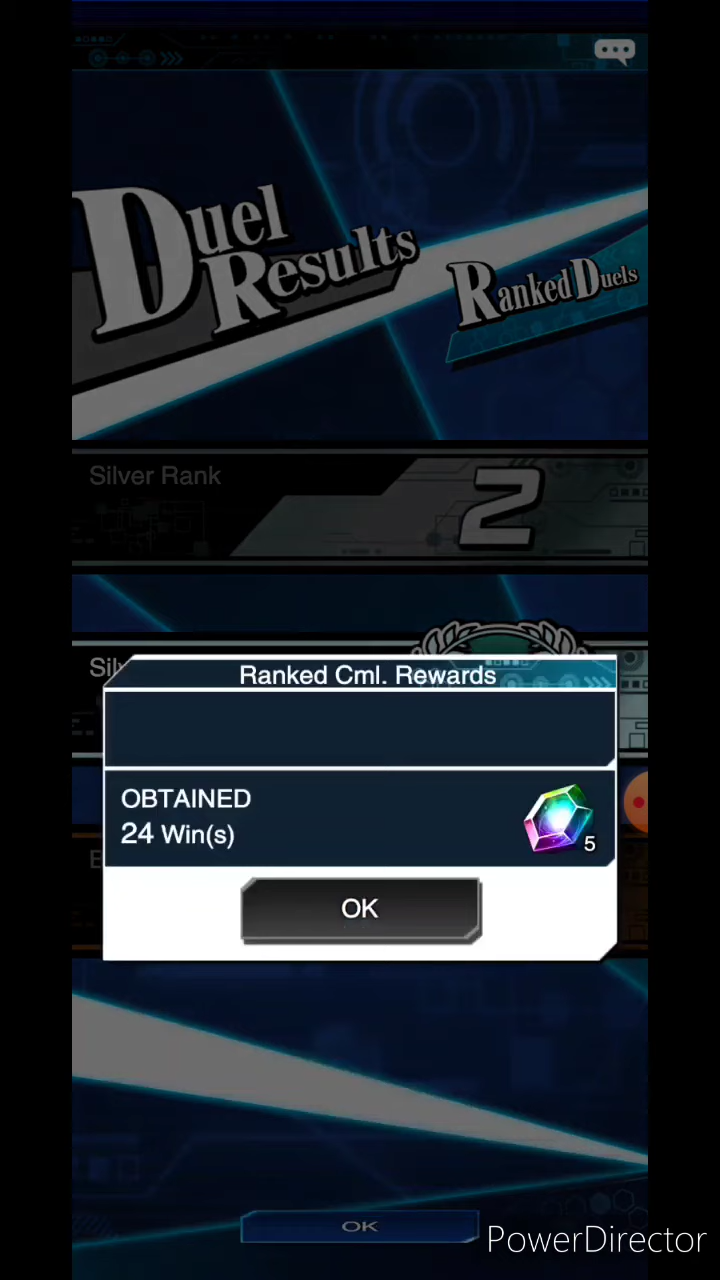 Duel
Results
Ranked Duels
Silver Rank
2
Ranked Cml. Rewards
OBTAINED
24 Win(s)
5
OK
OK
PowerDirector